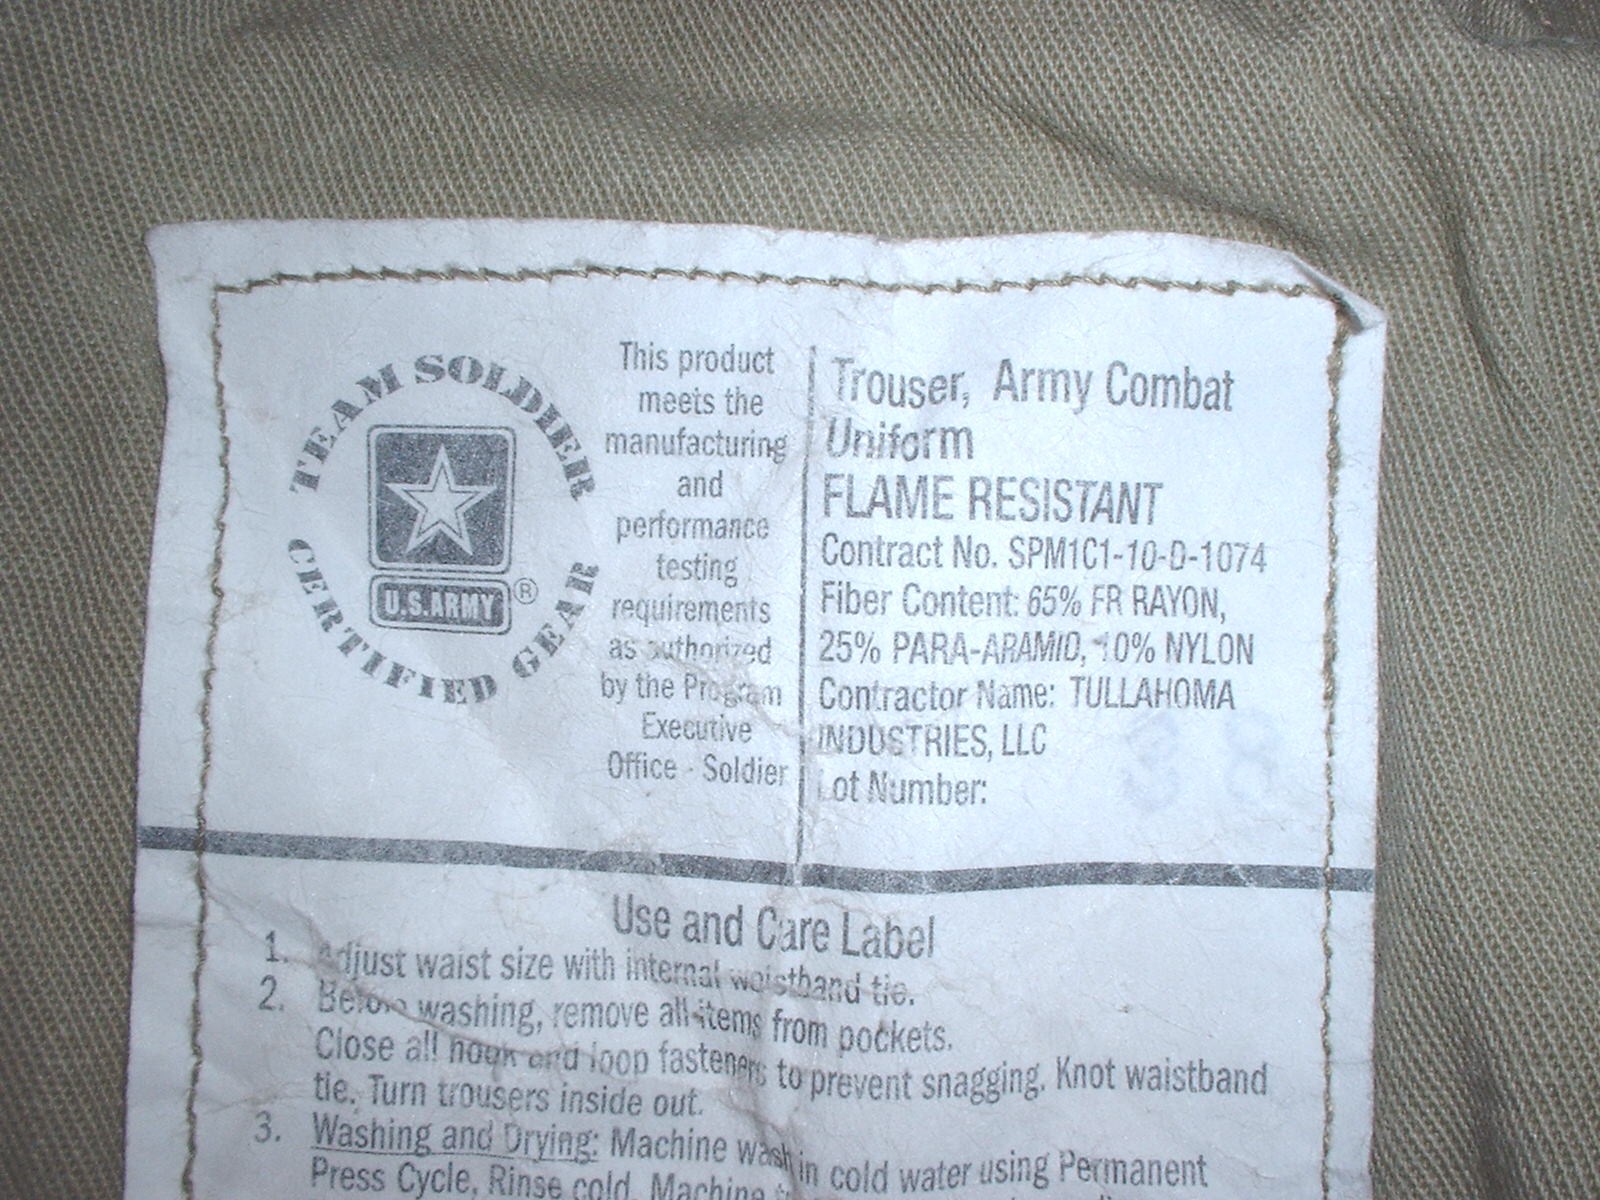 TEAM SOLDIER
CERTIFIED GEAR
U.S.ARMY®
This product
meets the
manufacturing
and
performance
testing
requirements
as authorized
by the Program
Executive
Office - Soldier
Trouser, Army Combat
Uniform
FLAME RESISTANT
Contract No. SPM1C1-10-D-1074
Fiber Content: 65% FR RAYON,
25% PARA-ARAMID, 10% NYLON
Contractor Name: TULLAHOMA
INDUSTRIES, LLC
Lot Number:
Use and Care Label
1. Adjust waist size with internal waistband tie.
2. Before washing, remove all items from pockets.
Close all hook and loop fasteners to prevent snagging. Knot waistband
tie. Turn trousers inside out.
3. Washing and Drying: Machine wash in cold water using Permanent
Press Cycle. Rinse cold. Machine